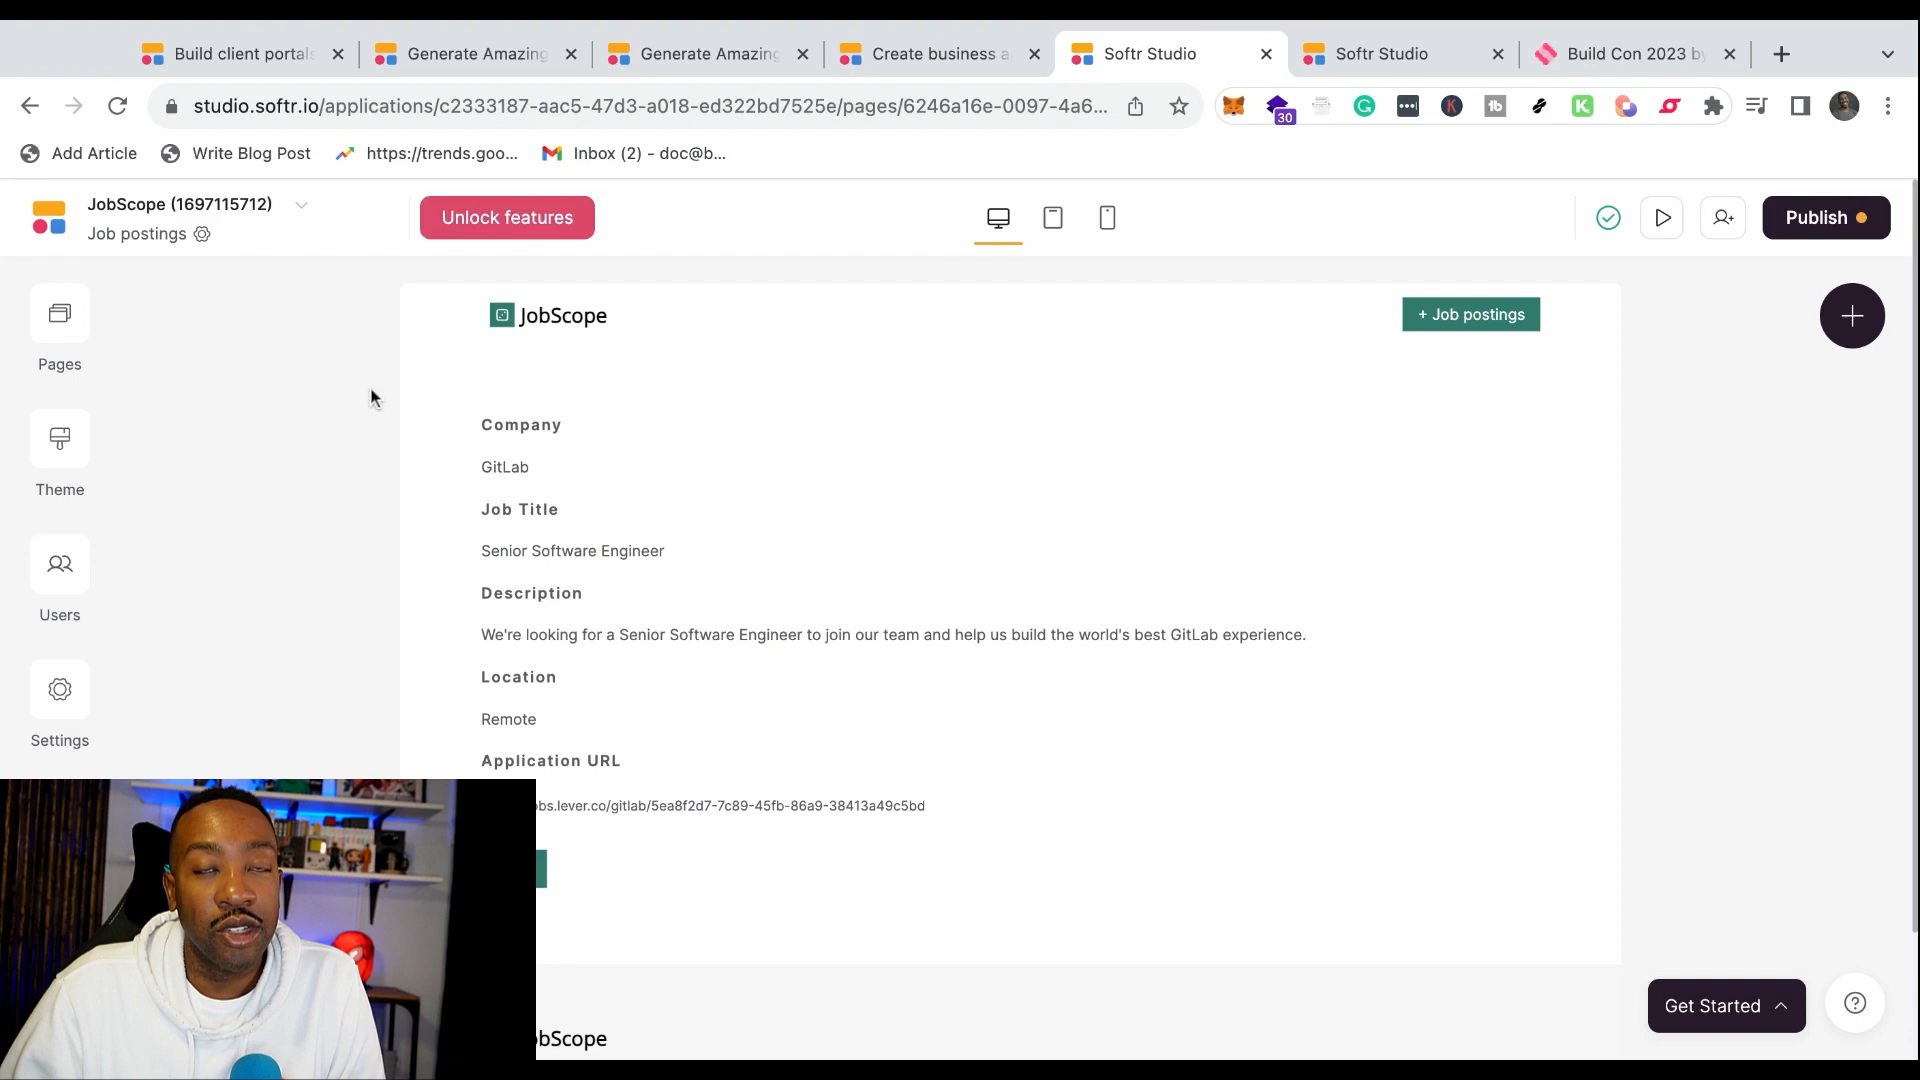 Build client portals
Generate Amazing
Generate Amazing
Create business a
Softr Studio
Softr Studio
Build Con 2023 by
studio.softr.io/applications/c2333187-aac5-47d3-a018-ed322bd7525e/pages/6246a16e-0097-4a6...
30
Add Article
Write Blog Post
https://trends.goo...
Inbox (2) - doc@b...
JobScope (1697115712)
Job postings
Unlock features
Publish
Pages
Theme
Users
Settings
JobScope
+ Job postings
Company
GitLab
Job Title
Senior Software Engineer
Description
We're looking for a Senior Software Engineer to join our team and help us build the world's best GitLab experience.
Location
Remote
Application URL
obs.lever.co/gitlab/5ea8f2d7-7c89-45fb-86a9-38413a49c5bd
Get Started
obScope